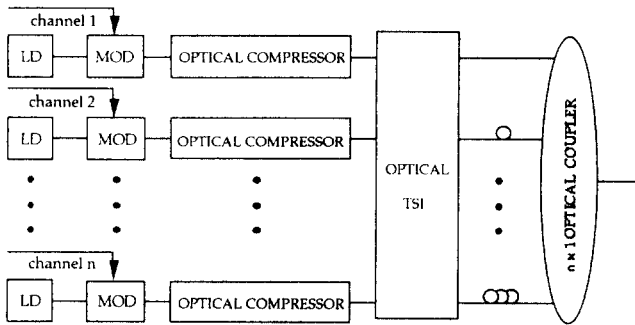 channel 1
LD MOD OPTICAL COMPRESSOR
channel 2
LD MOD OPTICAL COMPRESSOR
OPTICAL
TSI
n x 1 OPTICAL COUPLER
channel n
LD MOD OPTICAL COMPRESSOR